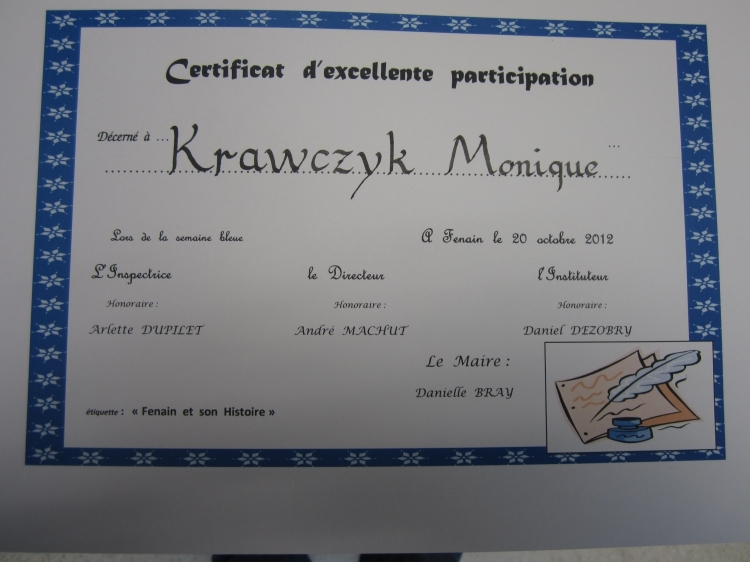 Certificat d'excellente participation
Décerné à ... Krawczyk Monique ...
Lors de la semaine bleue
A Fenain le 20 octobre 2012
L'Inspectrice le Directeur l'Instituteur
Honoraire : Honoraire : Honoraire :
Arlette DUPILET André MACHUT Daniel DEZOBRY
Le Maire :
Danielle BRAY
étiquette : « Fenain et son Histoire »